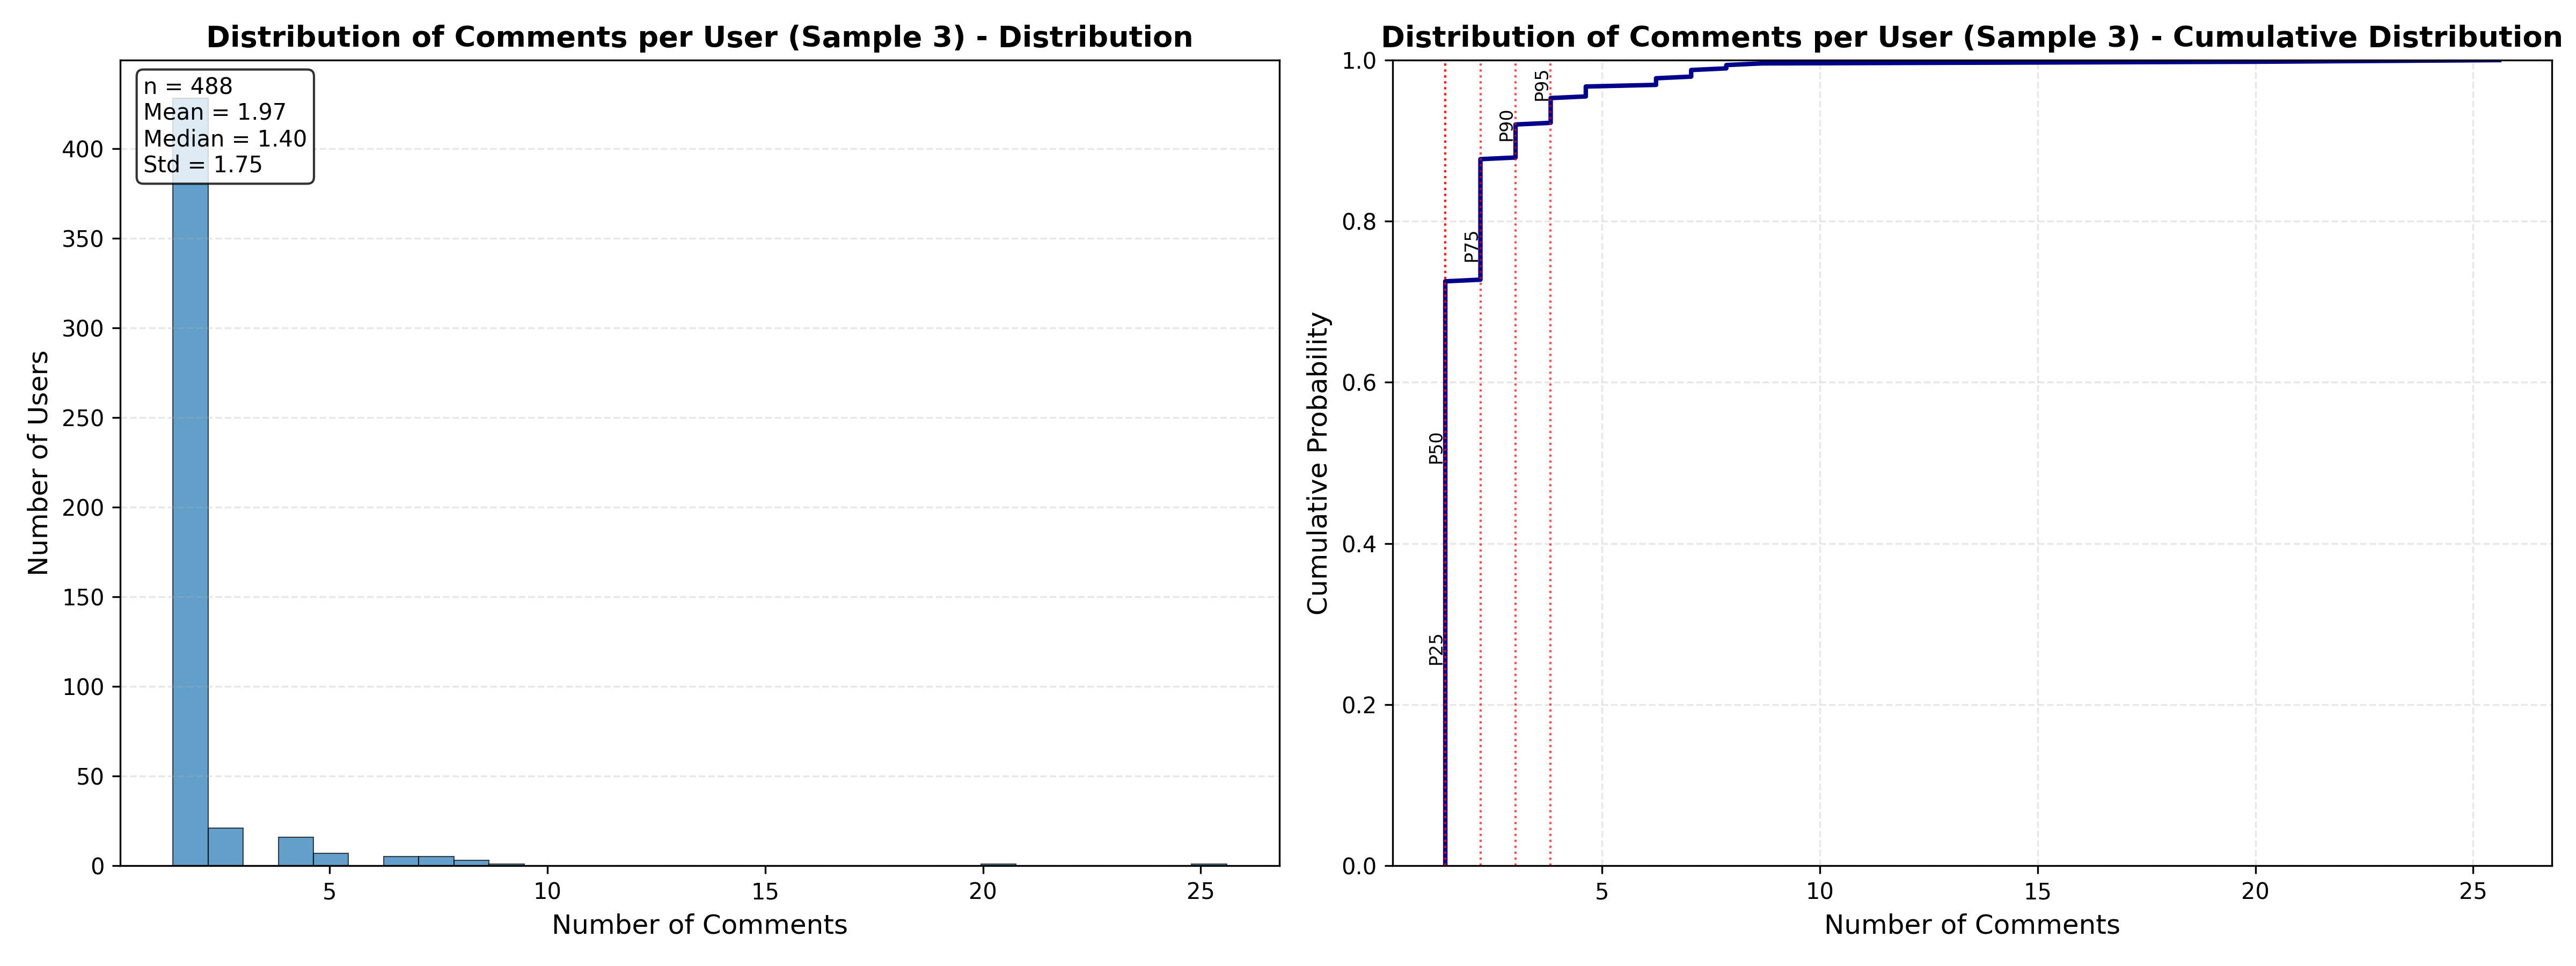 Distribution of Comments per User (Sample 3) - Distribution
n = 488
Mean = 1.97
Median = 1.40
Std = 1.75
400
350
300
250
200
150
100
50
0
Number of Users
5 10 15 20 25
Number of Comments
Distribution of Comments per User (Sample 3) - Cumulative Distribution
1.0
0.8
0.6
0.4
0.2
0.0
Cumulative Probability
P25
P50
P75
P90
P95
5 10 15 20 25
Number of Comments